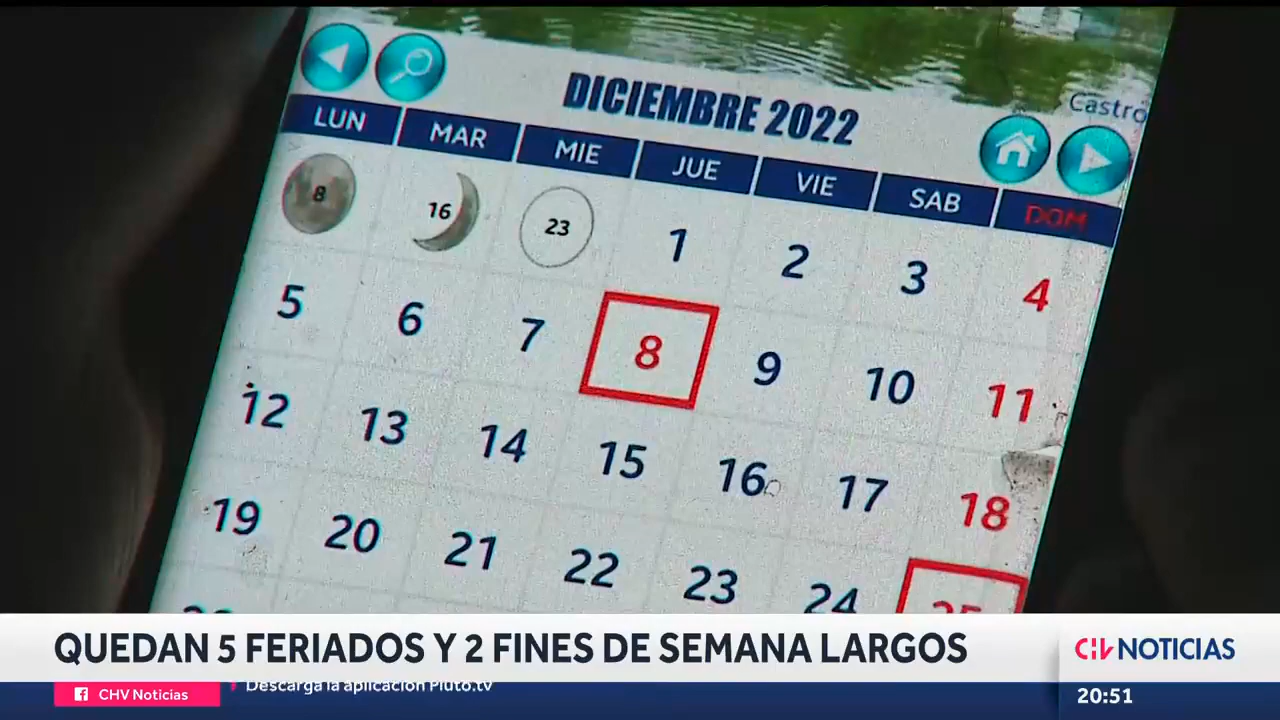 DICIEMBRE 2022
Castro
LUN MAR MIE JUE VIE SAB DOM
8 16 23 1 2 3 4
5 6 7 8 9 10 11
12 13 14 15 16 17 18
19 20 21 22 23 24 25
QUEDAN 5 FERIADOS Y 2 FINES DE SEMANA LARGOS
CHV NOTICIAS
CHV Noticias
Descarga la aplicación Pluto.tv
20:51